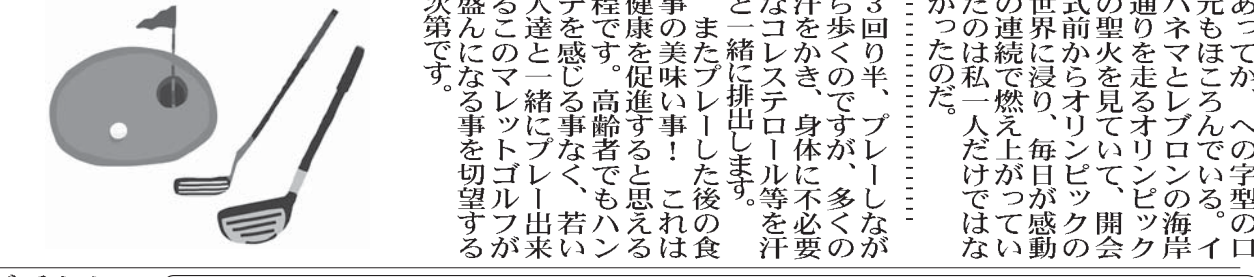 あってか、への字型の口
元もほころんでいる。イ
パネマとレブロンの海岸
通りを走るオリンピック
の聖火を見ていて、開会
式前からオリンピックの
世界に浸り、毎日が感動
の連続で燃え上がってい
たのは私一人だけではな
かったのだ。
3回り半、プレーしなが
ら歩くのですが、多くの
汗をかき、身体に不必要
なコレステロール等を汗
と一緒に排出します。
またプレーした後の食
事の美味い事！これは
健康を促進すると思える
程です。高齢者でもハン
デを感じる事なく、若い
人達と一緒にプレー出来
るこのマレットゴルフが
盛んになる事を切望する
次第です。